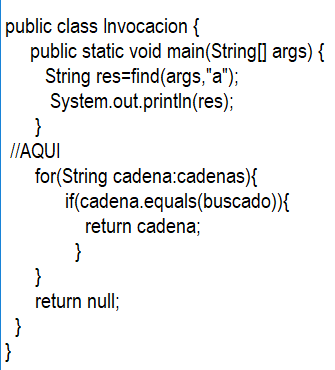 public class Invocacion {
public static void main(String[] args) {
String res=find(args,"a");
System.out.println(res);
}
//AQUI
for(String cadena:cadenas){
if(cadena.equals(buscado)){
return cadena;
}
}
return null;
}
}